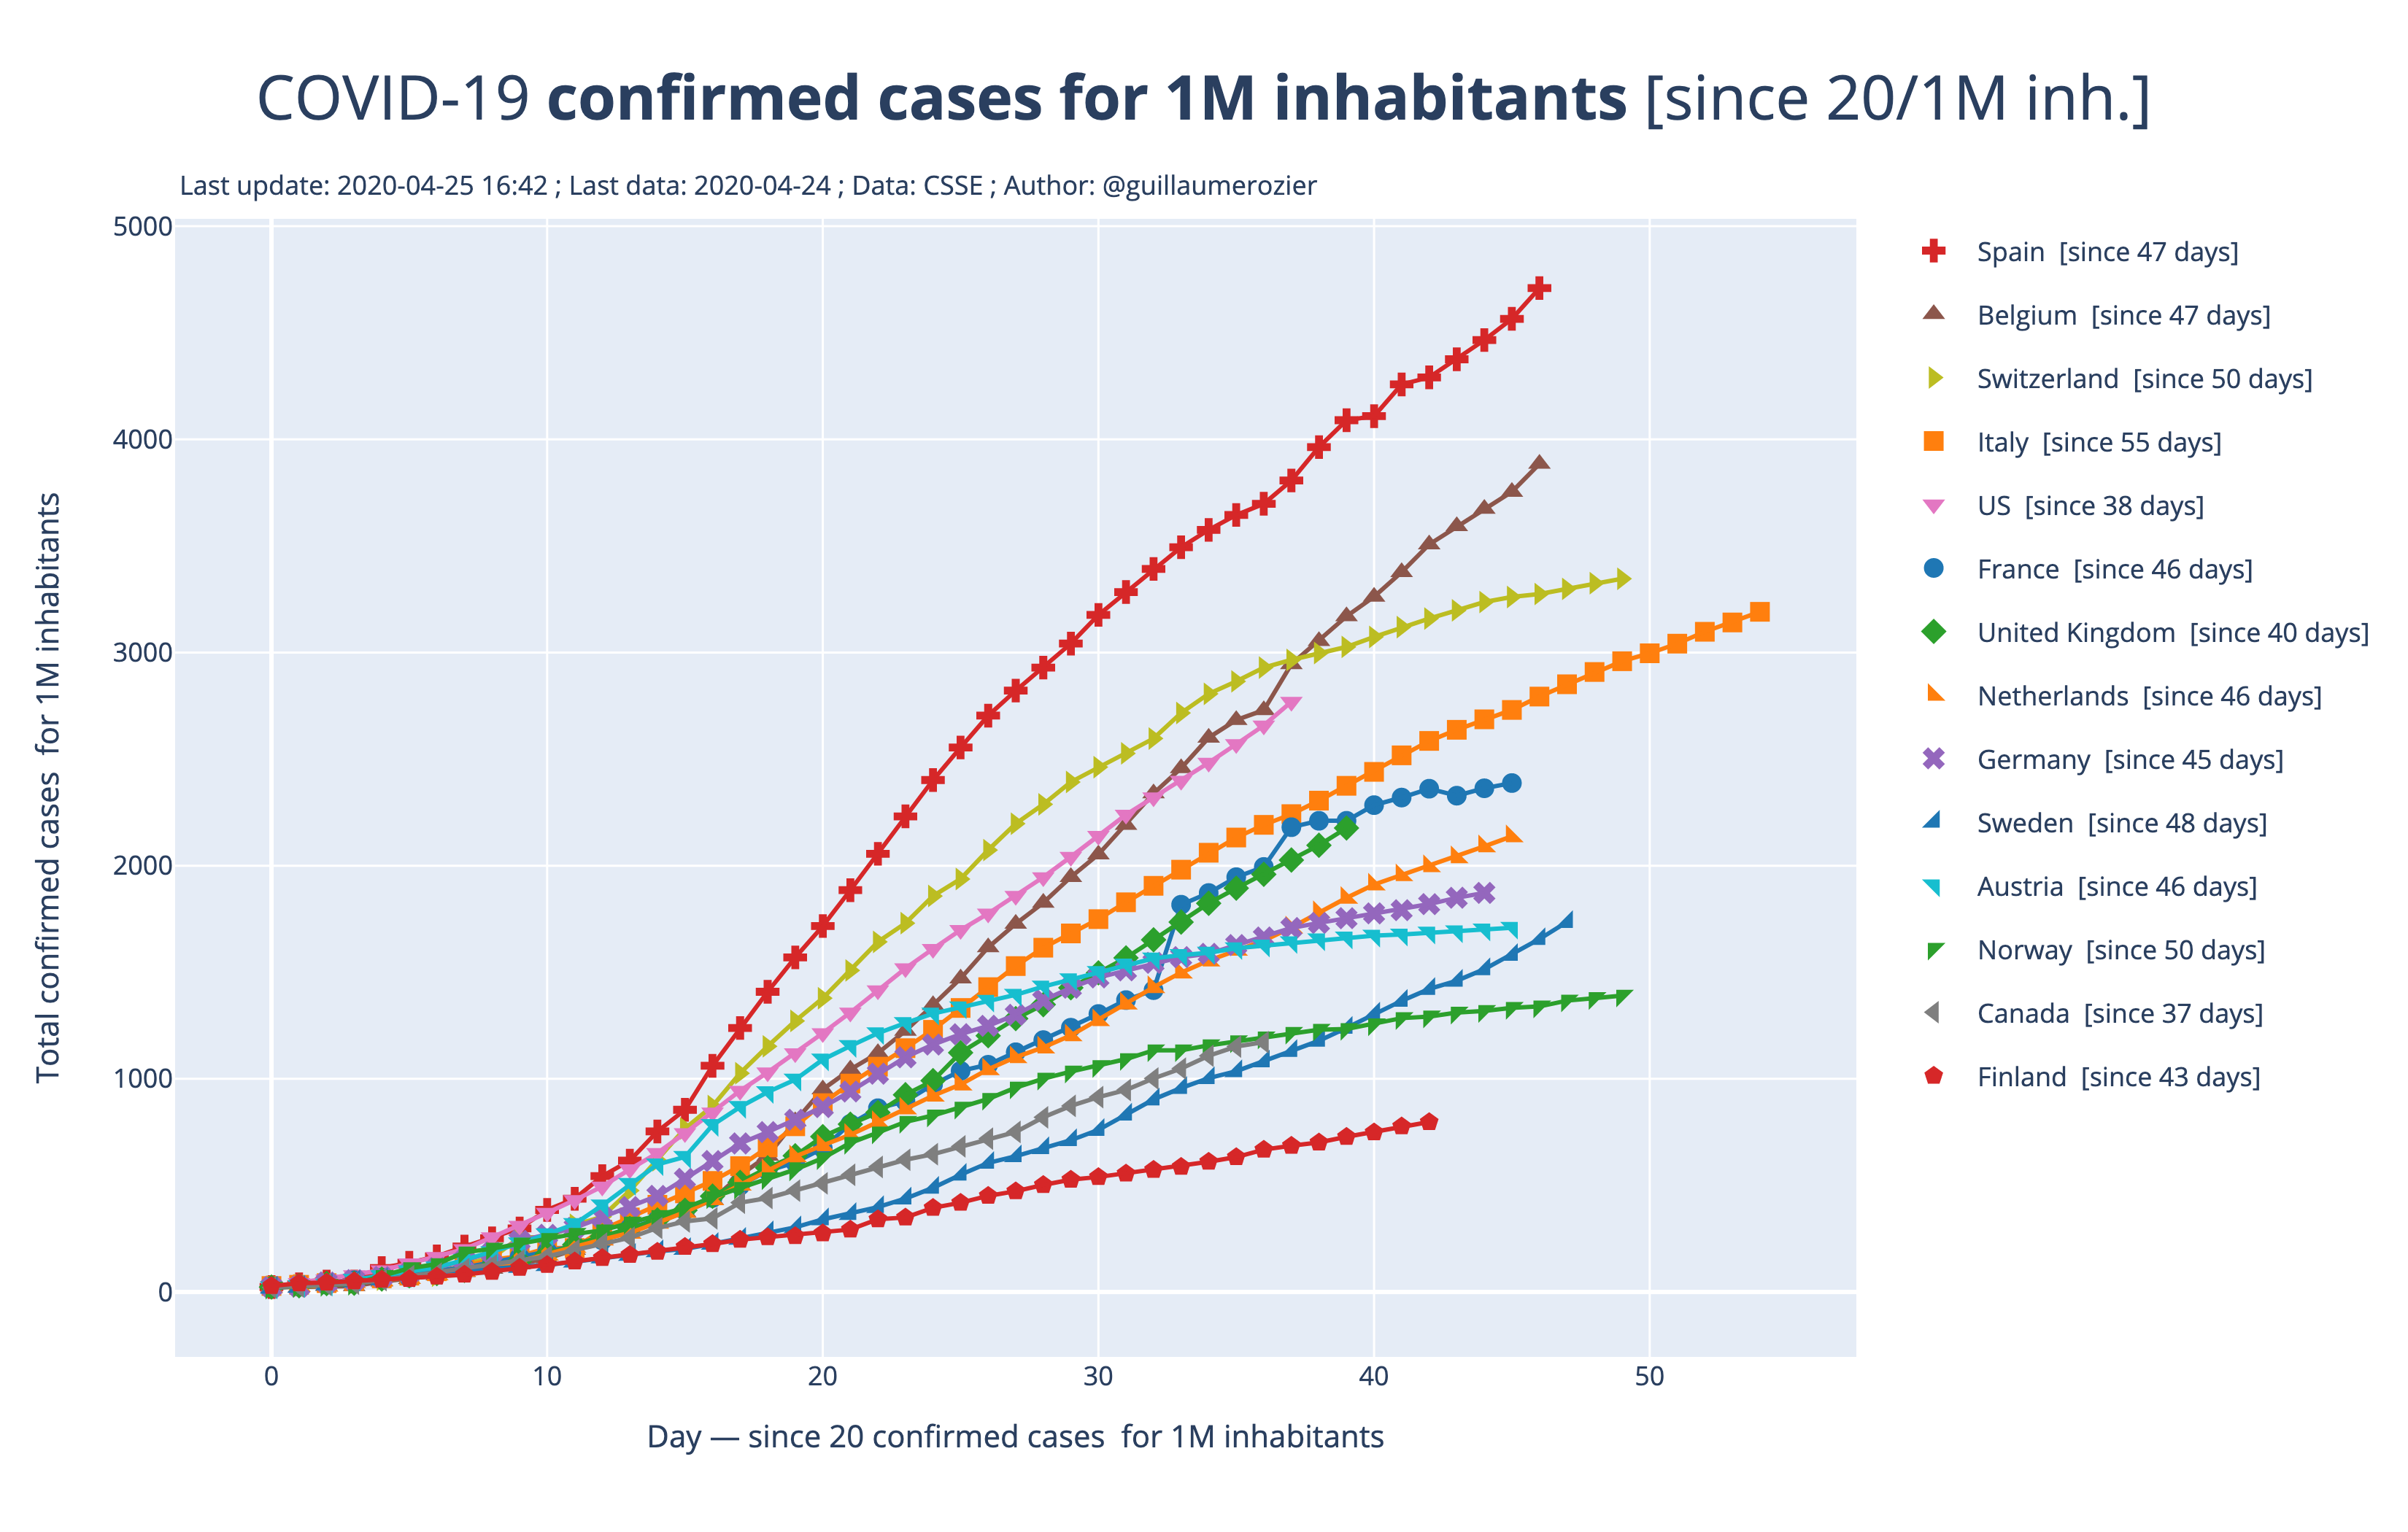 COVID-19 confirmed cases for 1M inhabitants [since 20/1M inh.]
Last update: 2020-04-25 16:42 ; Last data: 2020-04-24 ; Data: CSSE ; Author: @guillaumerozier
Total confirmed cases for 1M inhabitants
5000
4000
3000
2000
1000
0
0 10 20 30 40 50
Day — since 20 confirmed cases for 1M inhabitants
Spain [since 47 days]
Belgium [since 47 days]
Switzerland [since 50 days]
Italy [since 55 days]
US [since 38 days]
France [since 46 days]
United Kingdom [since 40 days]
Netherlands [since 46 days]
Germany [since 45 days]
Sweden [since 48 days]
Austria [since 46 days]
Norway [since 50 days]
Canada [since 37 days]
Finland [since 43 days]